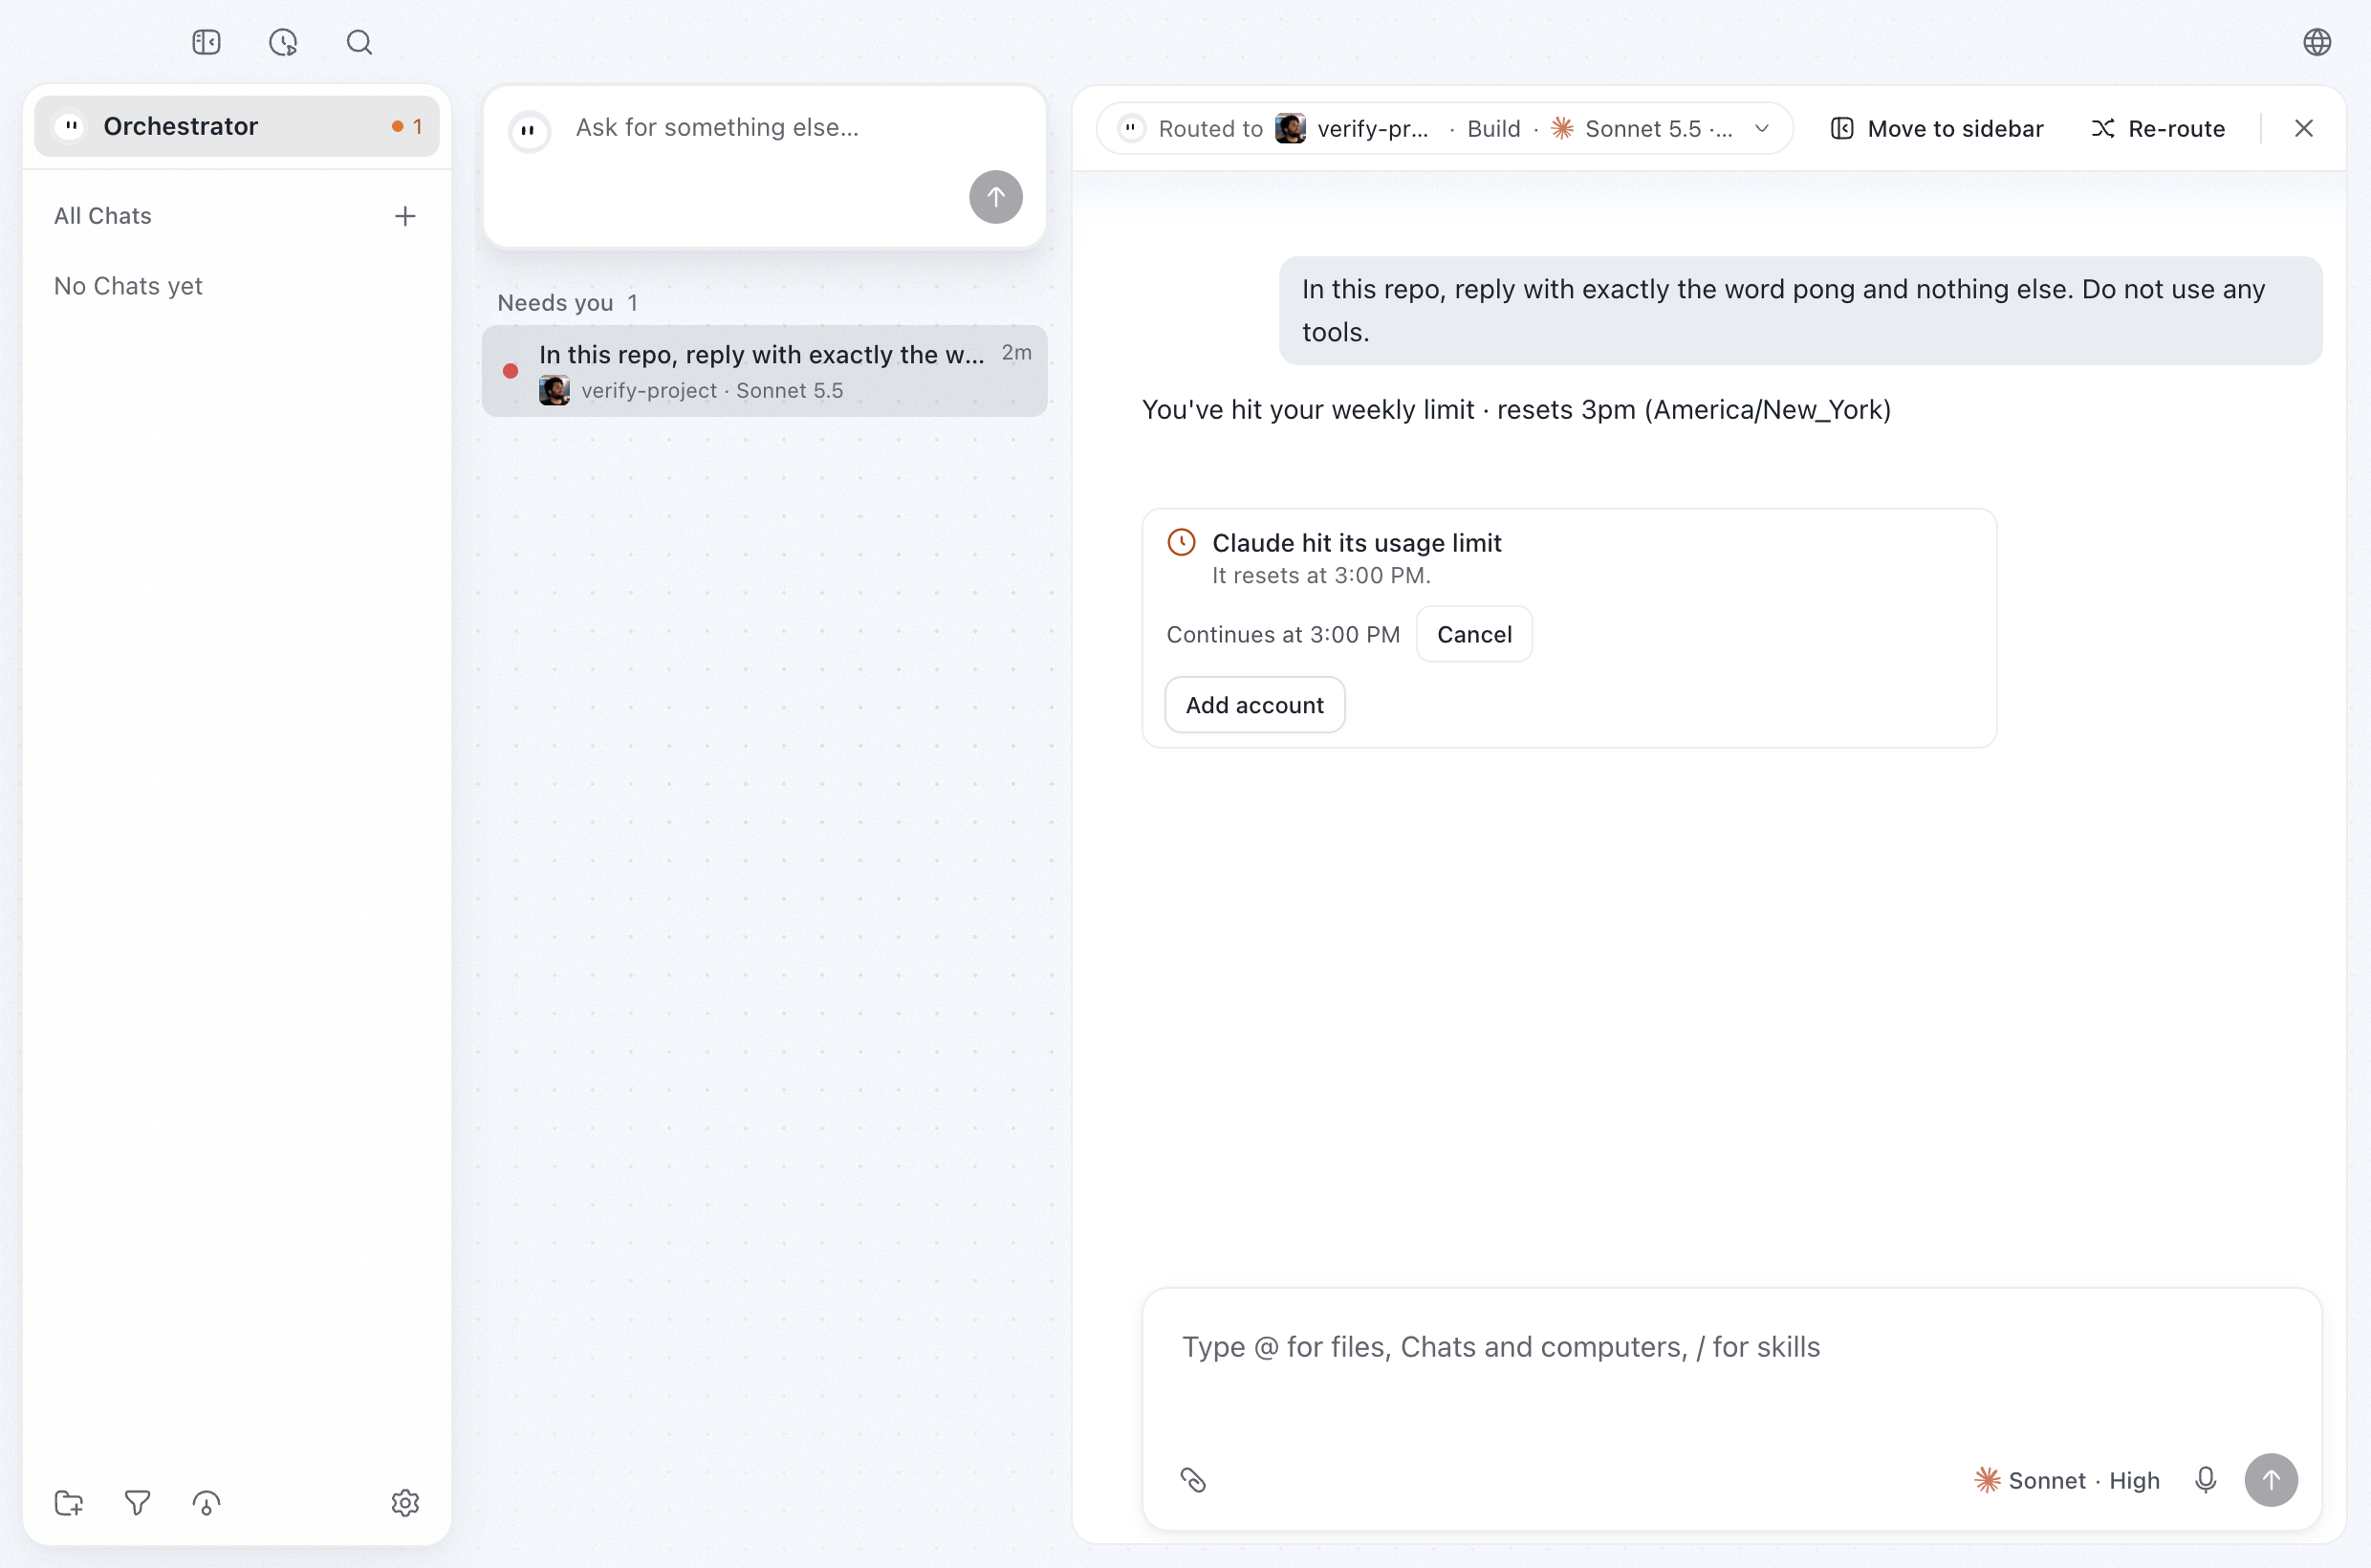 Orchestrator
1
All Chats
No Chats yet
Ask for something else...
Needs you 1
In this repo, reply with exactly the w... 2m
verify-project · Sonnet 5.5
Routed to verify-pr... · Build · Sonnet 5.5 ·...
Move to sidebar
Re-route
In this repo, reply with exactly the word pong and nothing else. Do not use any
tools.
You've hit your weekly limit · resets 3pm (America/New_York)
Claude hit its usage limit
It resets at 3:00 PM.
Continues at 3:00 PM
Cancel
Add account
Type @ for files, Chats and computers, / for skills
Sonnet · High